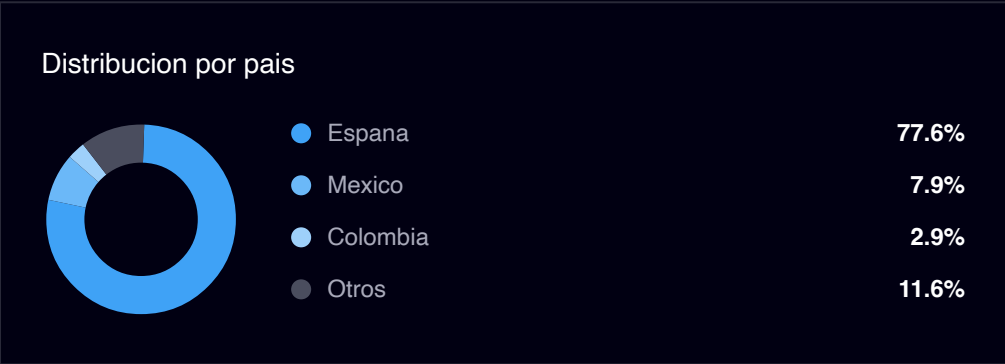 Distribucion por pais
Espana 77.6%
Mexico 7.9%
Colombia 2.9%
Otros 11.6%